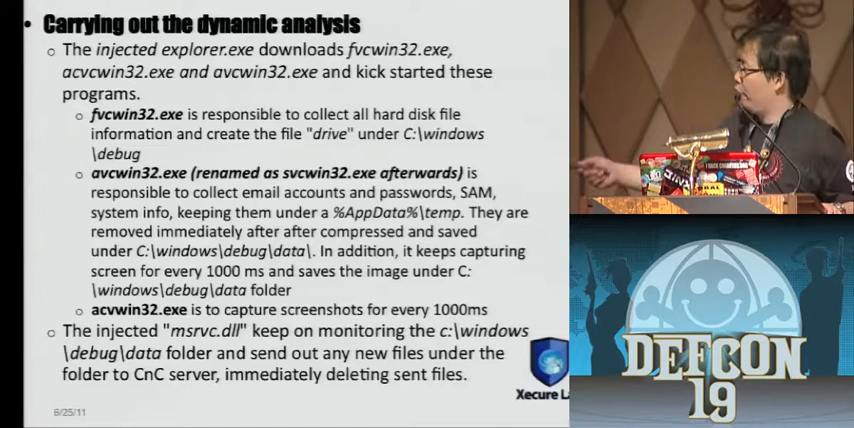 • Carrying out the dynamic analysis
o The injected explorer.exe downloads fvcwin32.exe,
acvcwin32.exe and avcwin32.exe and kick started these
programs.
o fvcwin32.exe is responsible to collect all hard disk file
information and create the file "drive" under C:\windows
\debug
o avcwin32.exe (renamed as svcwin32.exe afterwards) is
responsible to collect email accounts and passwords, SAM,
system info, keeping them under a %AppData%\temp. They are
removed immediately after after compressed and saved
under C:\windows\debug\data\. In addition, it keeps capturing
screen for every 1000 ms and saves the image under C:
\windows\debug\data folder
o acvwin32.exe is to capture screenshots for every 1000ms
o The injected "msrvc.dll" keep on monitoring the c:\windows
\debug\data folder and send out any new files under the
folder to CnC server, immediately deleting sent files.
Xecure La
6/25/11
DEFCON
19